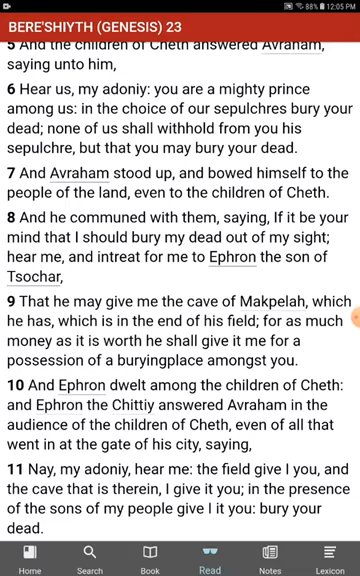 88% 12:05 PM
BERE'SHIYTH (GENESIS) 23
5 And the children of Cheth answered Avraham,
saying unto him,
6 Hear us, my adoniy: you are a mighty prince
among us: in the choice of our sepulchres bury your
dead; none of us shall withhold from you his
sepulchre, but that you may bury your dead.
7 And Avraham stood up, and bowed himself to the
people of the land, even to the children of Cheth.
8 And he communed with them, saying, If it be your
mind that I should bury my dead out of my sight;
hear me, and intreat for me to Ephron the son of
Tsochar,
9 That he may give me the cave of Makpelah, which
he has, which is in the end of his field; for as much
money as it is worth he shall give it me for a
possession of a buryingplace amongst you.
10 And Ephron dwelt among the children of Cheth:
and Ephron the Chittiy answered Avraham in the
audience of the children of Cheth, even of all that
went in at the gate of his city, saying,
11 Nay, my adoniy, hear me: the field give I you, and
the cave that is therein, I give it you; in the presence
of the sons of my people give I it you: bury your
dead.
Home Search Book Read Notes Lexicon